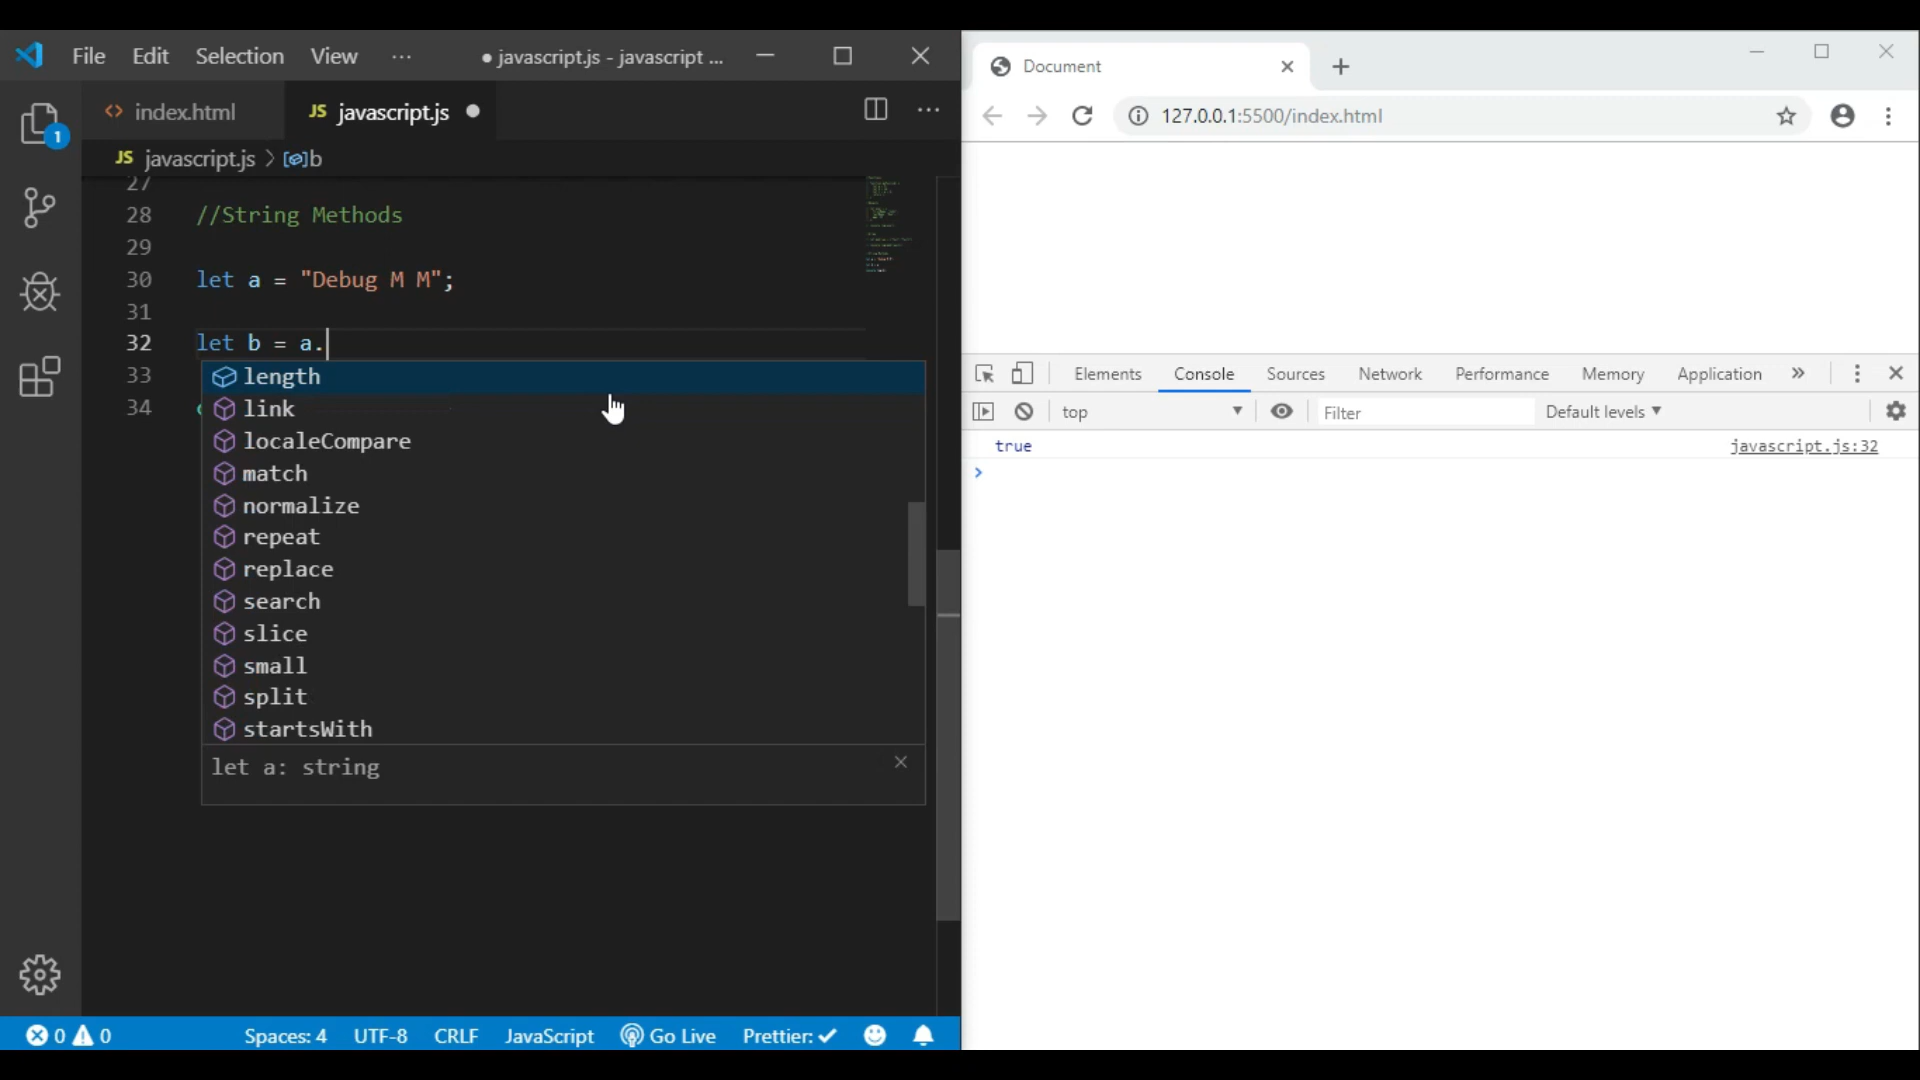 File Edit Selection View ··· ● javascript.js - javascript ...
index.html JS javascript.js ●
JS javascript.js > b
27
28 //String Methods
29
30 let a = "Debug M M";
31
32 let b = a.
33
34
length
link
localeCompare
match
normalize
repeat
replace
search
slice
small
split
startsWith
let a: string
1
0 0 Spaces: 4 UTF-8 CRLF JavaScript Go Live Prettier: ✓
Document
127.0.0.1:5500/index.html
Elements Console Sources Network Performance Memory Application »
top Filter Default levels ▼
true javascript.js:32